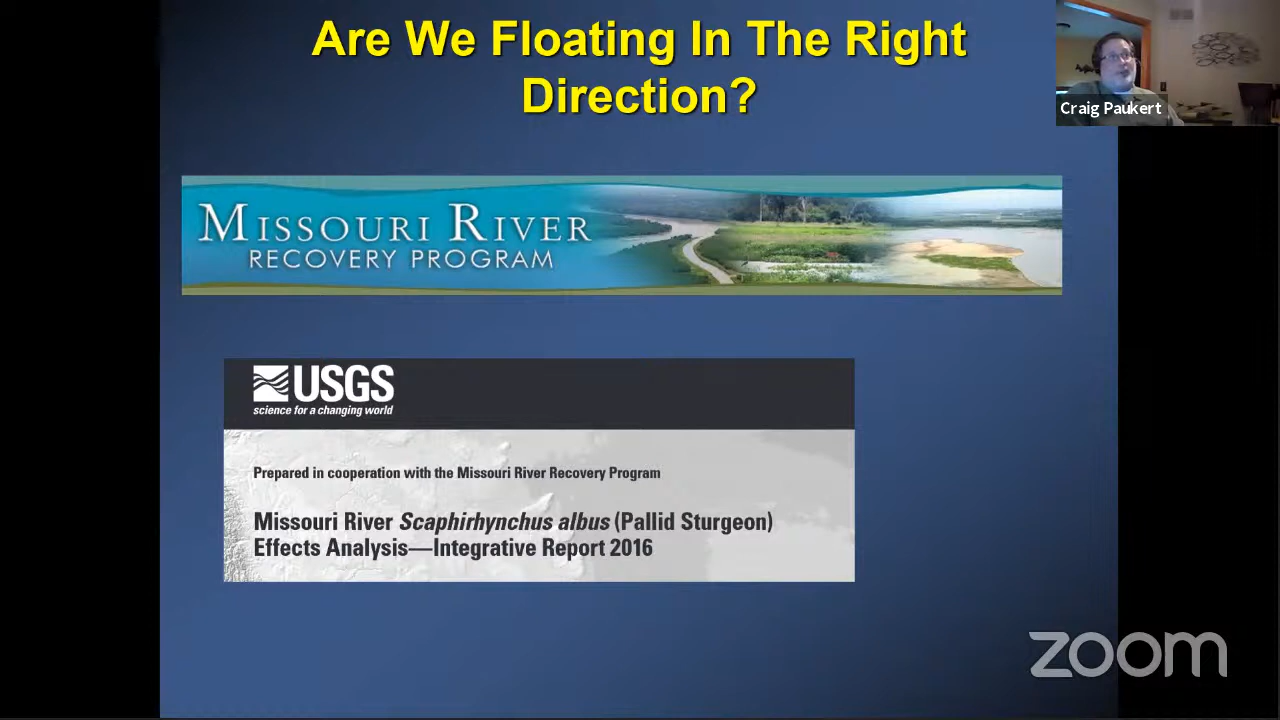 Are We Floating In The Right
Direction?
Craig Paukert
MISSOURI RIVER
RECOVERY PROGRAM
USGS
science for a changing world
Prepared in cooperation with the Missouri River Recovery Program
Missouri River Scaphirhynchus albus (Pallid Sturgeon)
Effects Analysis—Integrative Report 2016
zoom